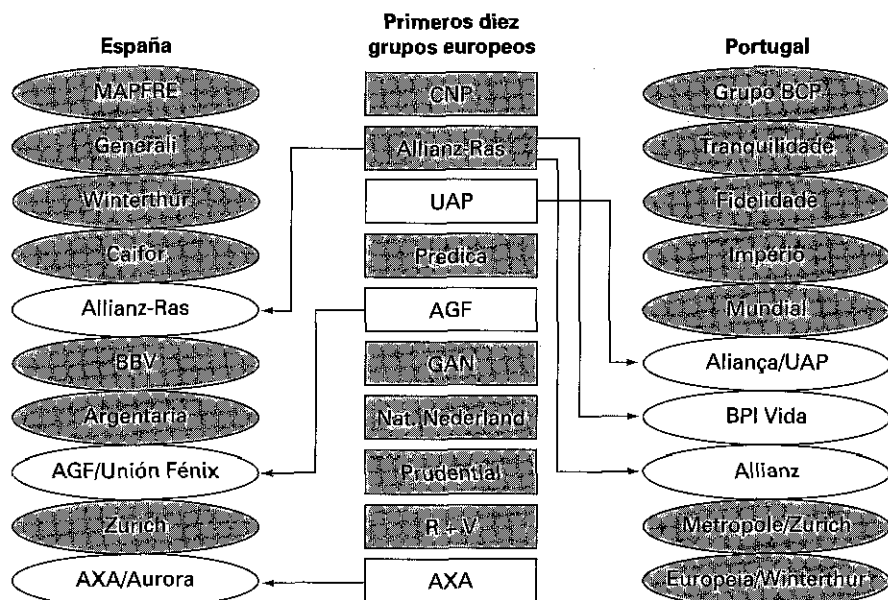 España
MAPFRE
Generali
Winterthur
Caifor
Allianz-Ras
BBV
Argentaria
AGF/Unión Fénix
Zurich
AXA/Aurora
Primeros diez
grupos europeos
CNP
Allianz-Ras
UAP
Predica
AGF
GAN
Nat. Nederland
Prudential
R + V
AXA
Portugal
Grupo BCP
Tranquilidade
Fidelidade
Império
Mundial
Aliança/UAP
BPI Vida
Allianz
Metropole/Zurich
Europeia/Winterthur